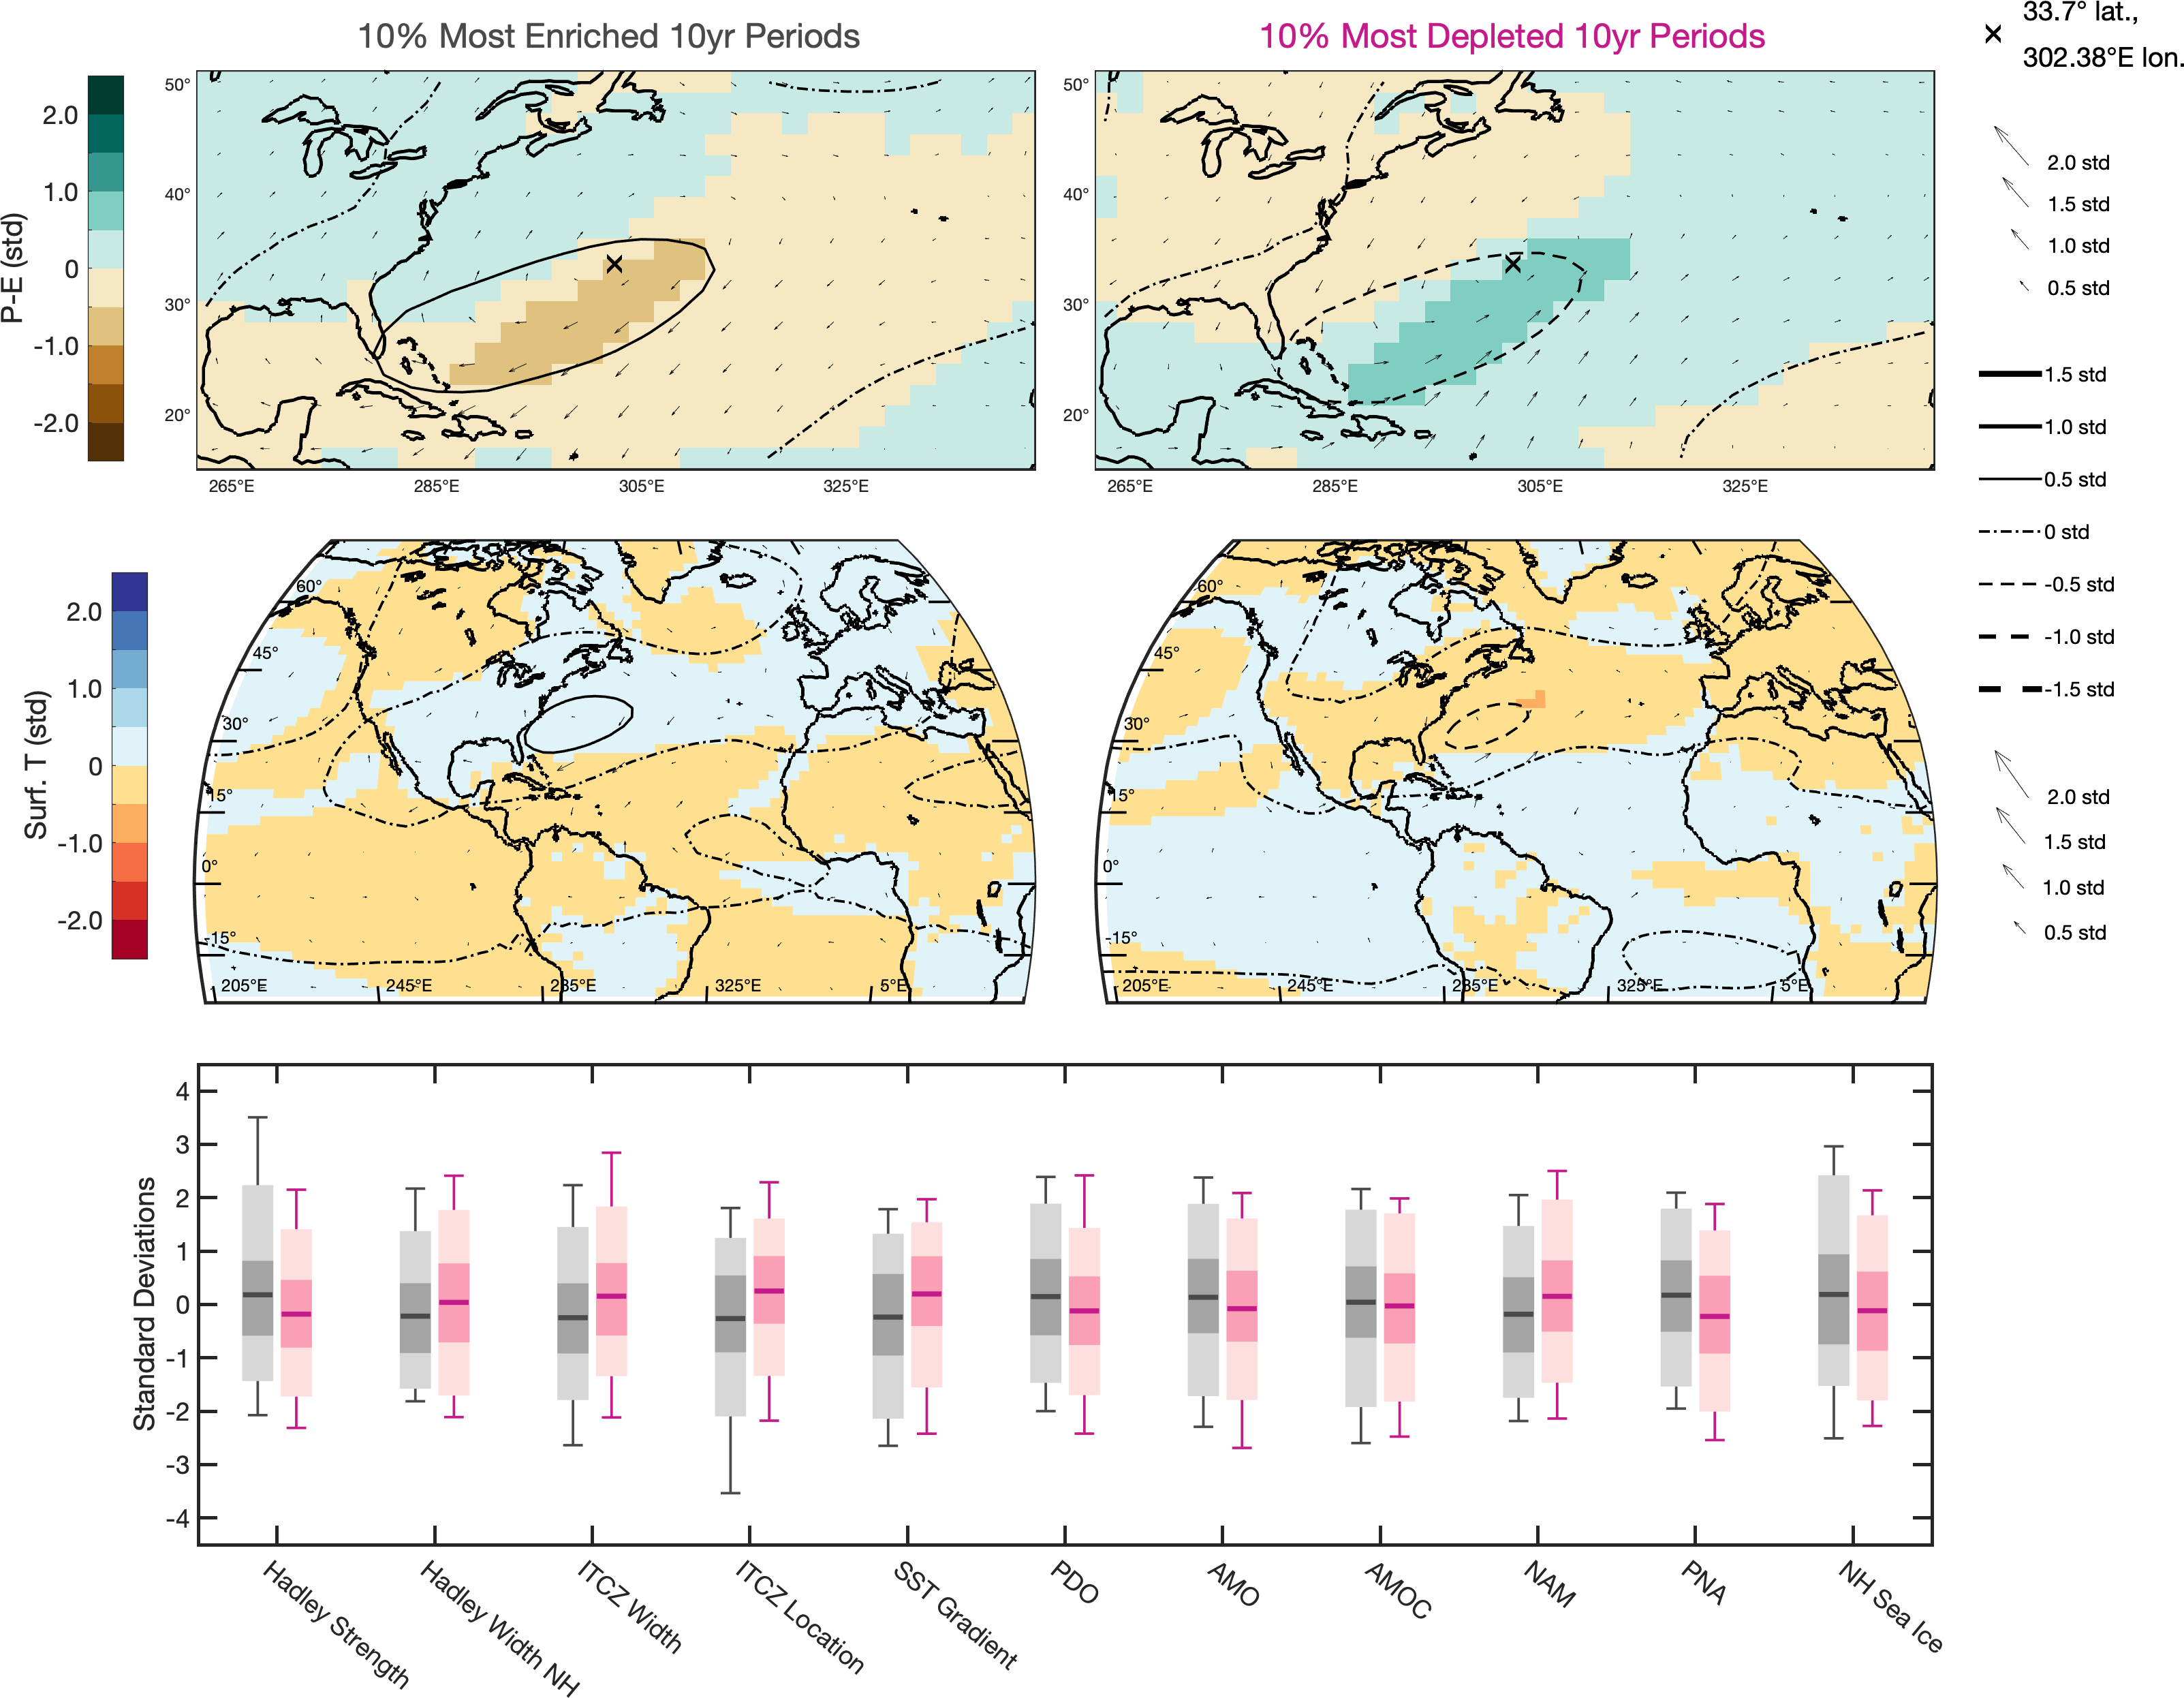 10% Most Enriched 10yr Periods
10% Most Depleted 10yr Periods
33.7° lat.,
302.38°E lon.
P-E (std)
2.0
1.0
0
-1.0
-2.0
50°
40°
30°
20°
265°E
285°E
305°E
325°E
50°
40°
30°
20°
265°E
285°E
305°E
325°E
2.0 std
1.5 std
1.0 std
0.5 std
1.5 std
1.0 std
0.5 std
0 std
-0.5 std
-1.0 std
-1.5 std
Surf. T (std)
2.0
1.0
0
-1.0
-2.0
60°
45°
30°
15°
0°
-15°
205°E
245°E
285°E
325°E
5°E
60°
45°
30°
15°
0°
-15°
205°E
245°E
285°E
325°E
5°E
2.0 std
1.5 std
1.0 std
0.5 std
Standard Deviations
4
3
2
1
0
-1
-2
-3
-4
Hadley Strength
Hadley Width NH
ITCZ Width
ITCZ Location
SST Gradient
PDO
AMO
AMOC
NAM
PNA
NH Sea Ice